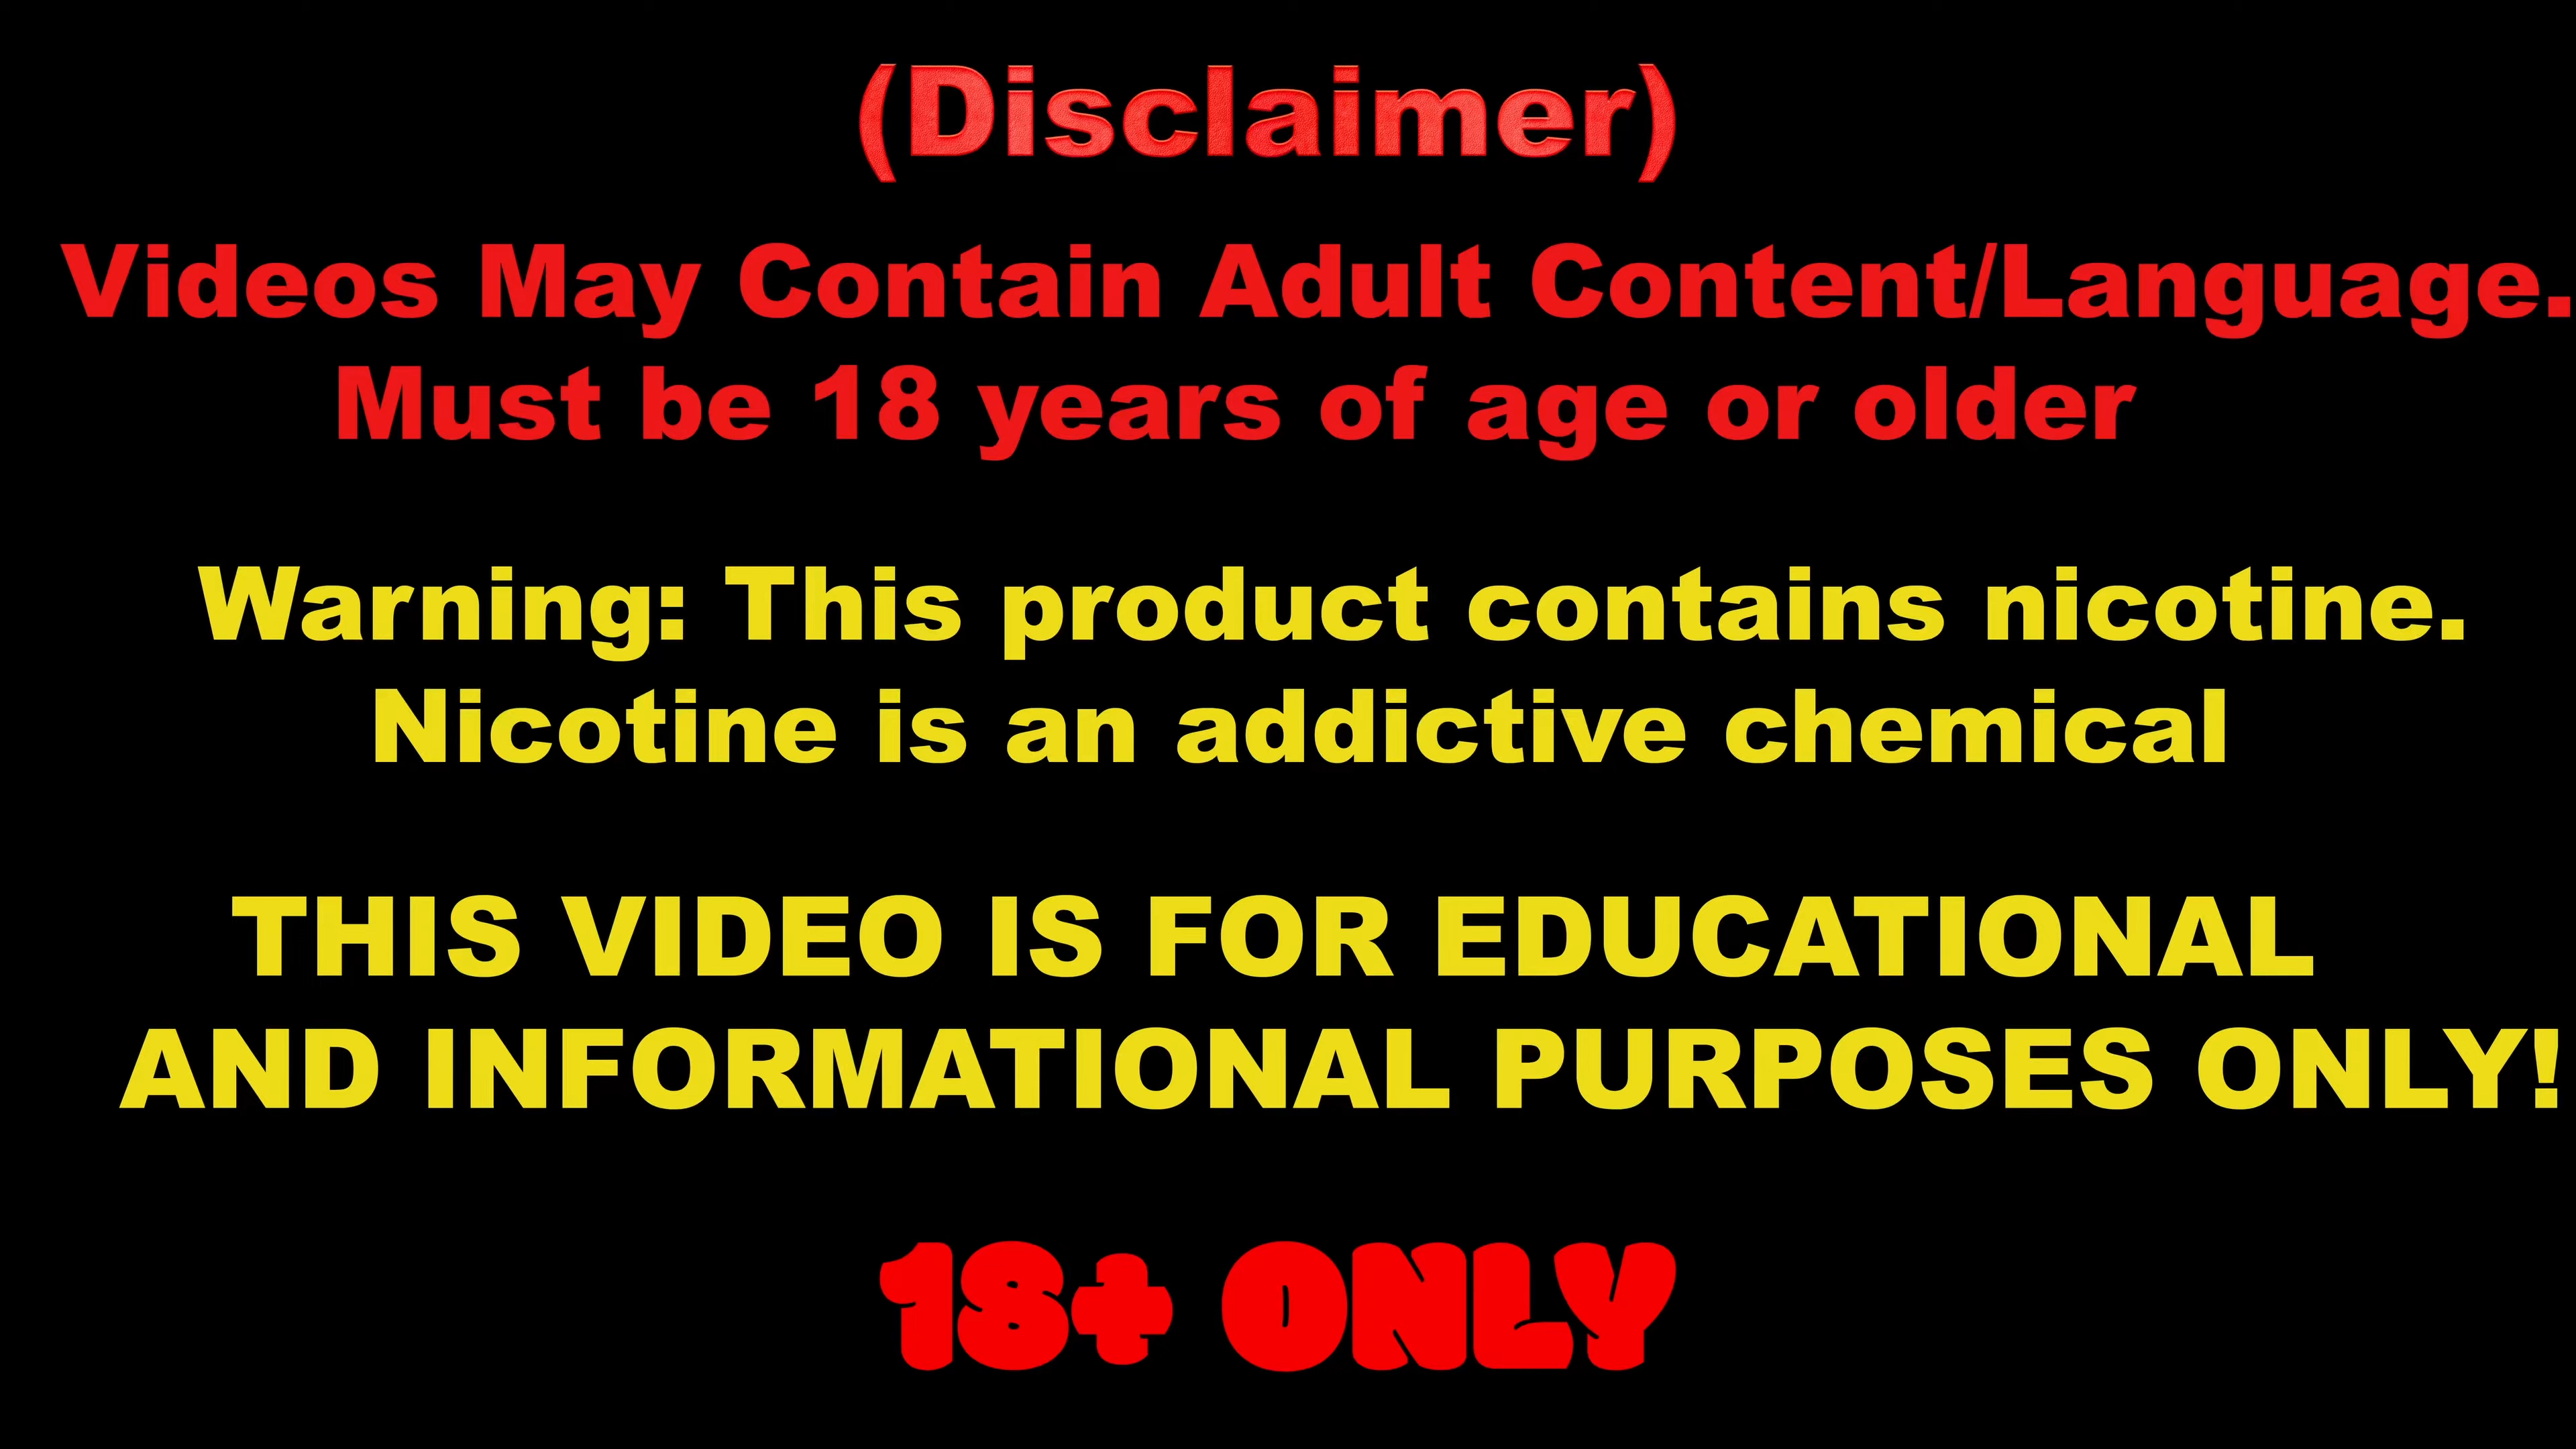 (Disclaimer)
Videos May Contain Adult Content/Language.
Must be 18 years of age or older
Warning: This product contains nicotine.
Nicotine is an addictive chemical
THIS VIDEO IS FOR EDUCATIONAL
AND INFORMATIONAL PURPOSES ONLY!
18+ ONLY